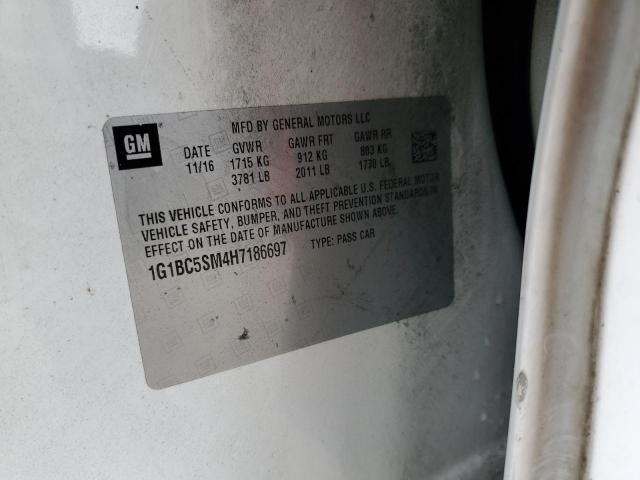 GM
MFD BY GENERAL MOTORS LLC
DATE GVWR GAWR FRT GAWR RR
11/16 1715 KG 912 KG 803 KG
3781 LB 2011 LB 1770 LB
THIS VEHICLE CONFORMS TO ALL APPLICABLE U.S. FEDERAL MOTOR
VEHICLE SAFETY, BUMPER, AND THEFT PREVENTION STANDARDS IN
EFFECT ON THE DATE OF MANUFACTURE SHOWN ABOVE.
1G1BC5SM4H7186697 TYPE: PASS CAR